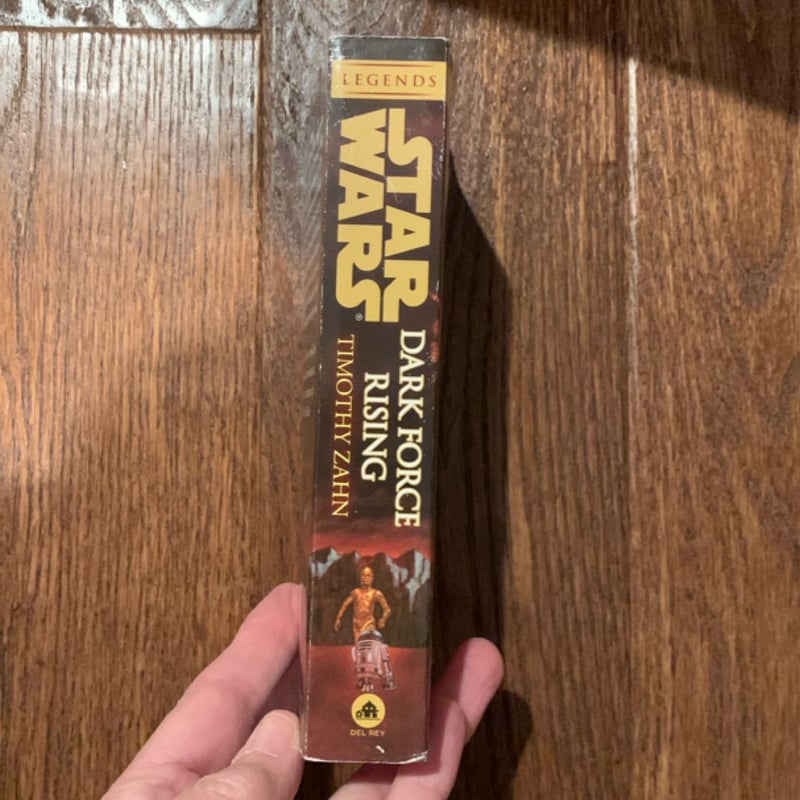 LEGENDS
STAR
WARS®
DARK FORCE
RISING
TIMOTHY ZAHN
DEL REY